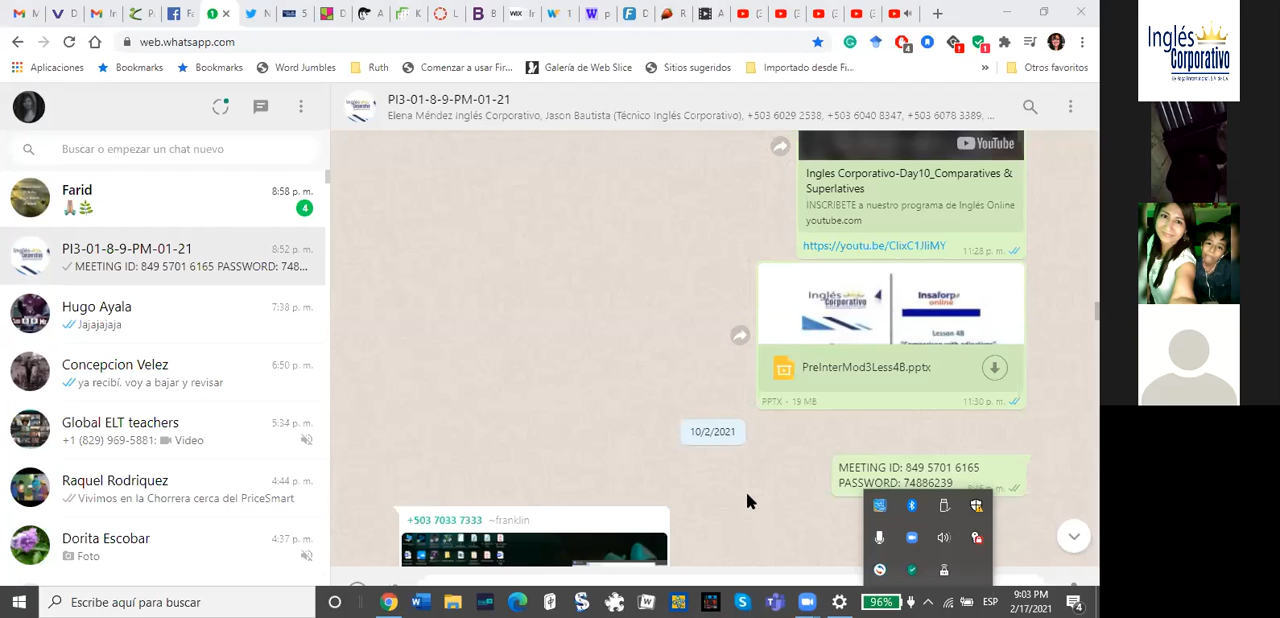 web.whatsapp.com
Aplicaciones
Bookmarks
Bookmarks
Word Jumbles
Ruth
Comenzar a usar Fir...
Galería de Web Slice
Sitios sugeridos
Importado desde Fi...
»
Otros favoritos
PI3-01-8-9-PM-01-21
Elena Méndez Inglés Corporativo, Jason Bautista (Técnico Inglés Corporativo), +503 6029 2538, +503 6040 8347, +503 6078 3389, ...
Buscar o empezar un chat nuevo
Farid
8:58 p. m.
4
PI3-01-8-9-PM-01-21
8:52 p. m.
MEETING ID: 849 5701 6165 PASSWORD: 748...
Hugo Ayala
7:38 p. m.
Jajajajaja
Concepcion Velez
6:50 p. m.
ya recibí. voy a bajar y revisar
Global ELT teachers
5:34 p. m.
+1 (829) 969-5881: Video
Raquel Rodriquez
4:44 p. m.
Vivimos en la Chorrera cerca del PriceSmart
Dorita Escobar
4:37 p. m.
Foto
YouTube
Ingles Corporativo-Day10_Comparatives &
Superlatives
INSCRIBETE a nuestro programa de Inglés Online
youtube.com
https://youtu.be/ClixC1JIiMY
11:28 p. m.
Inglés
Corporativo
Insaforp
online
Lesson 4B
"Comparison with adjectives"
PreInterMod3Less4B.pptx
PPTX • 19 MB
11:30 p. m.
10/2/2021
MEETING ID: 849 5701 6165
PASSWORD: 74886239
+503 7033 7333 ~franklin
Escribe aquí para buscar
96%
ESP
9:03 PM
2/17/2021
4
Inglés
Corporativo